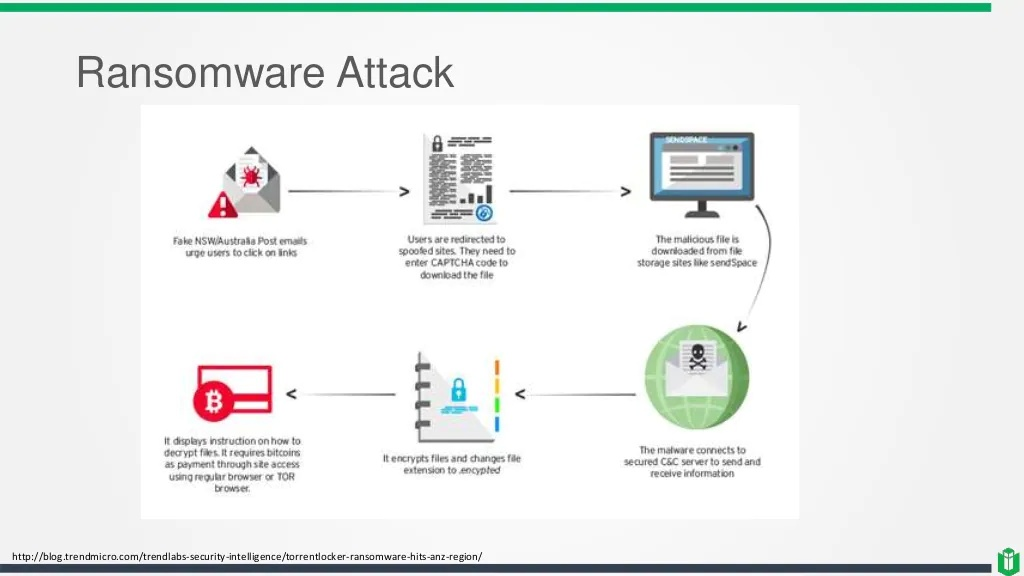 Ransomware Attack
SENDSPACE
Fake NSW/Australia Post emails
urge users to click on links
Users are redirected to
spoofed sites. They need to
enter CAPTCHA code to
download the file
The malicious file is
downloaded from file
storage sites like sendSpace
It displays instruction on how to
decrypt files. It requires bitcoins
as payment through site access
using regular browser or TOR
browser.
It encrypts files and changes file
extension to .encypted
The malware connects to
secured C&C server to send and
receive information
http://blog.trendmicro.com/trendlabs-security-intelligence/torrentlocker-ransomware-hits-anz-region/